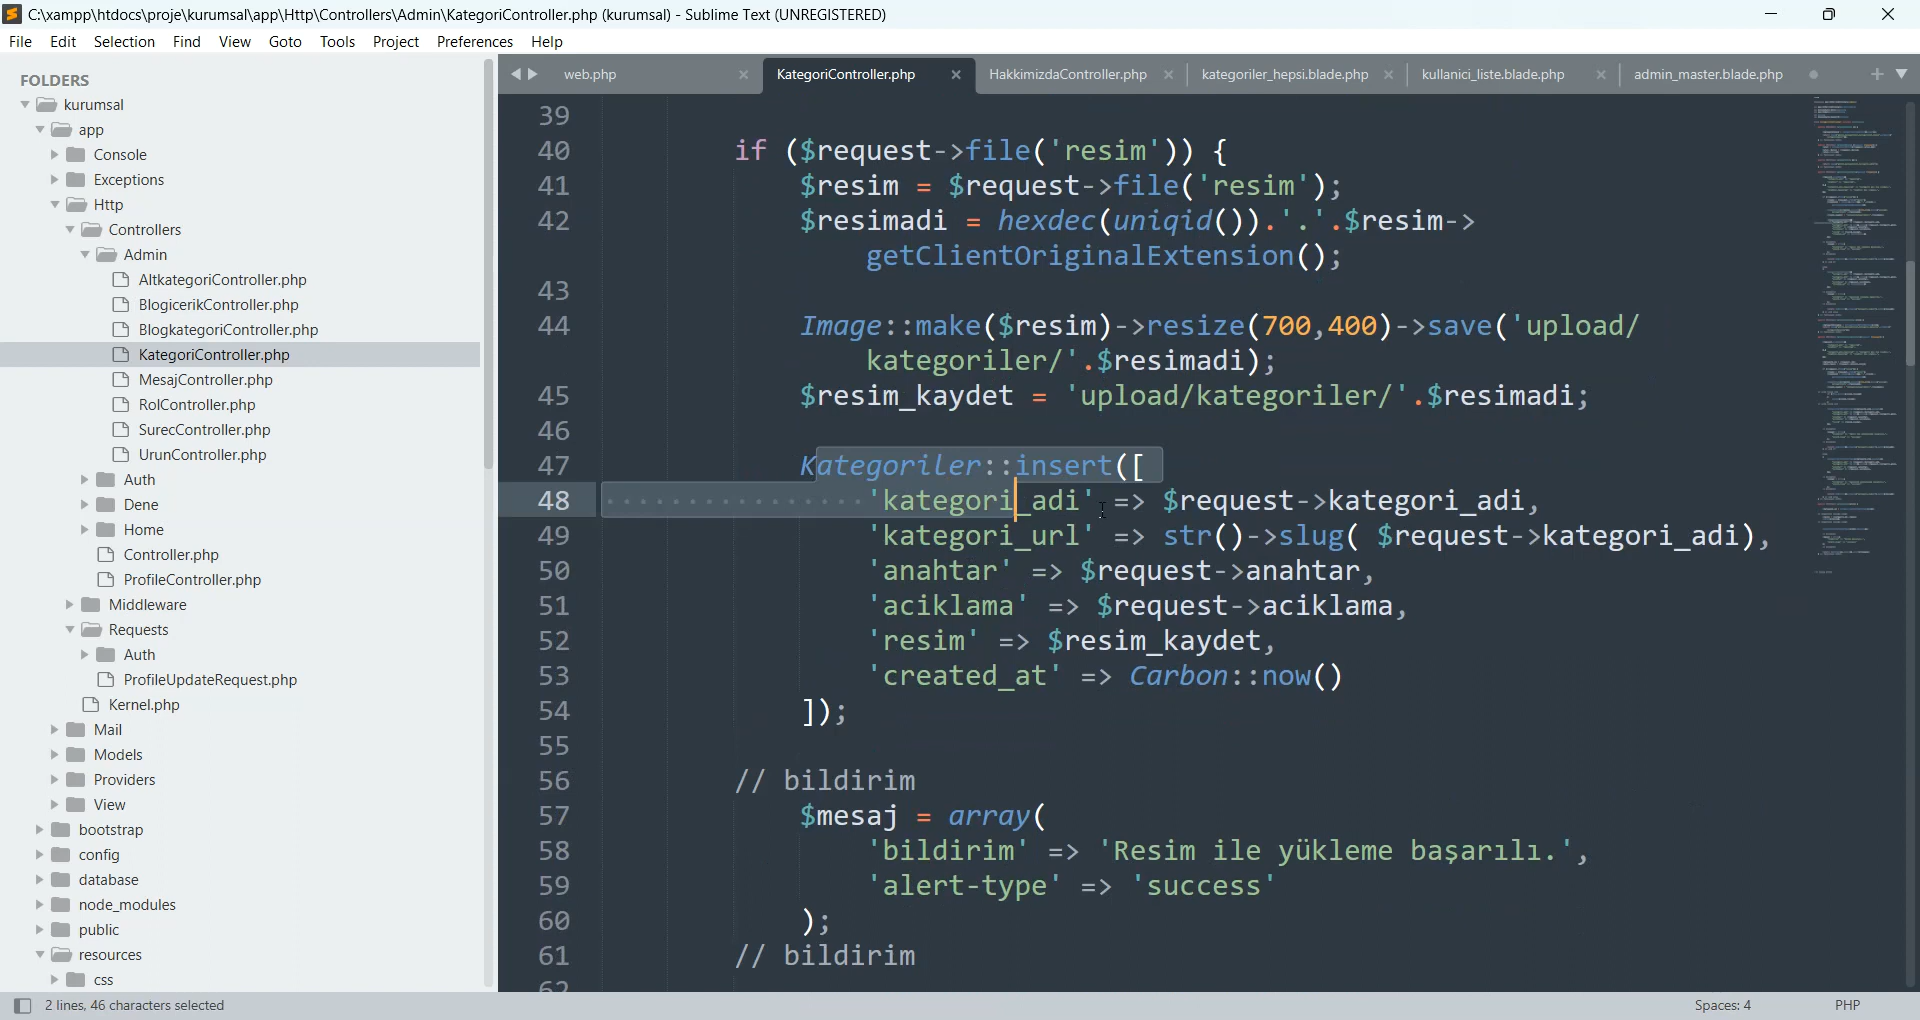 C:\xampp\htdocs\proje\kurumsal\app\Http\Controllers\Admin\KategoriController.php (kurumsal) - Sublime Text (UNREGISTERED)
File Edit Selection Find View Goto Tools Project Preferences Help
FOLDERS
kurumsal
app
Console
Exceptions
Http
Controllers
Admin
AltkategoriController.php
BlogicerikController.php
BlogkategoriController.php
KategoriController.php
MesajController.php
RolController.php
SurecController.php
UrunController.php
Auth
Dene
Home
Controller.php
ProfileController.php
Middleware
Requests
Auth
ProfileUpdateRequest.php
Kernel.php
Mail
Models
Providers
View
bootstrap
config
database
node_modules
public
resources
css
web.php KategoriController.php HakkimizdaController.php kategoriler_hepsi.blade.php kullanici_liste.blade.php admin_master.blade.php
39
40 if ($request->file('resim')) {
41 $resim = $request->file('resim');
42 $resimadi = hexdec(uniqid()).'.'.$resim->
getClientOriginalExtension();
43
44 Image::make($resim)->resize(700,400)->save('upload/
kategoriler/'.$resimadi);
45 $resim_kaydet = 'upload/kategoriler/'.$resimadi;
46
47 Kategoriler::insert([
48 'kategori_adi' => $request->kategori_adi,
49 'kategori_url' => str()->slug( $request->kategori_adi),
50 'anahtar' => $request->anahtar,
51 'aciklama' => $request->aciklama,
52 'resim' => $resim_kaydet,
53 'created_at' => Carbon::now()
54 ]);
55
56 // bildirim
57 $mesaj = array(
58 'bildirim' => 'Resim ile yükleme başarılı.',
59 'alert-type' => 'success'
60 );
61 // bildirim
62
2 lines, 46 characters selected
Spaces: 4 PHP